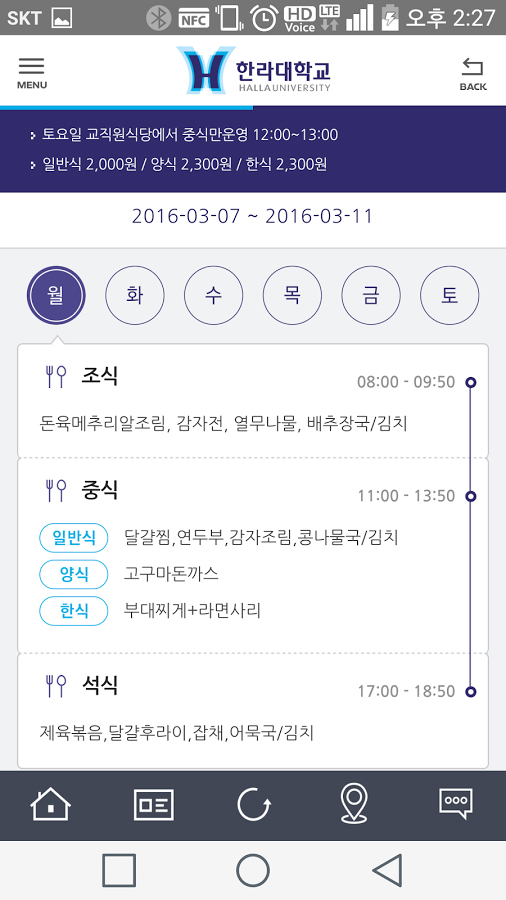 SKT NFC HD Voice LTE 오후 2:27
MENU
한라대학교
HALLA UNIVERSITY
BACK
토요일 교직원식당에서 중식만운영 12:00~13:00
일반식 2,000원 / 양식 2,300원 / 한식 2,300원
2016-03-07 ~ 2016-03-11
월 화 수 목 금 토
조식 08:00 - 09:50
돈육메추리알조림, 감자전, 열무나물, 배추장국/김치
중식 11:00 - 13:50
일반식 달걀찜,연두부,감자조림,콩나물국/김치
양식 고구마돈까스
한식 부대찌게+라면사리
석식 17:00 - 18:50
제육볶음,달걀후라이,잡채,어묵국/김치